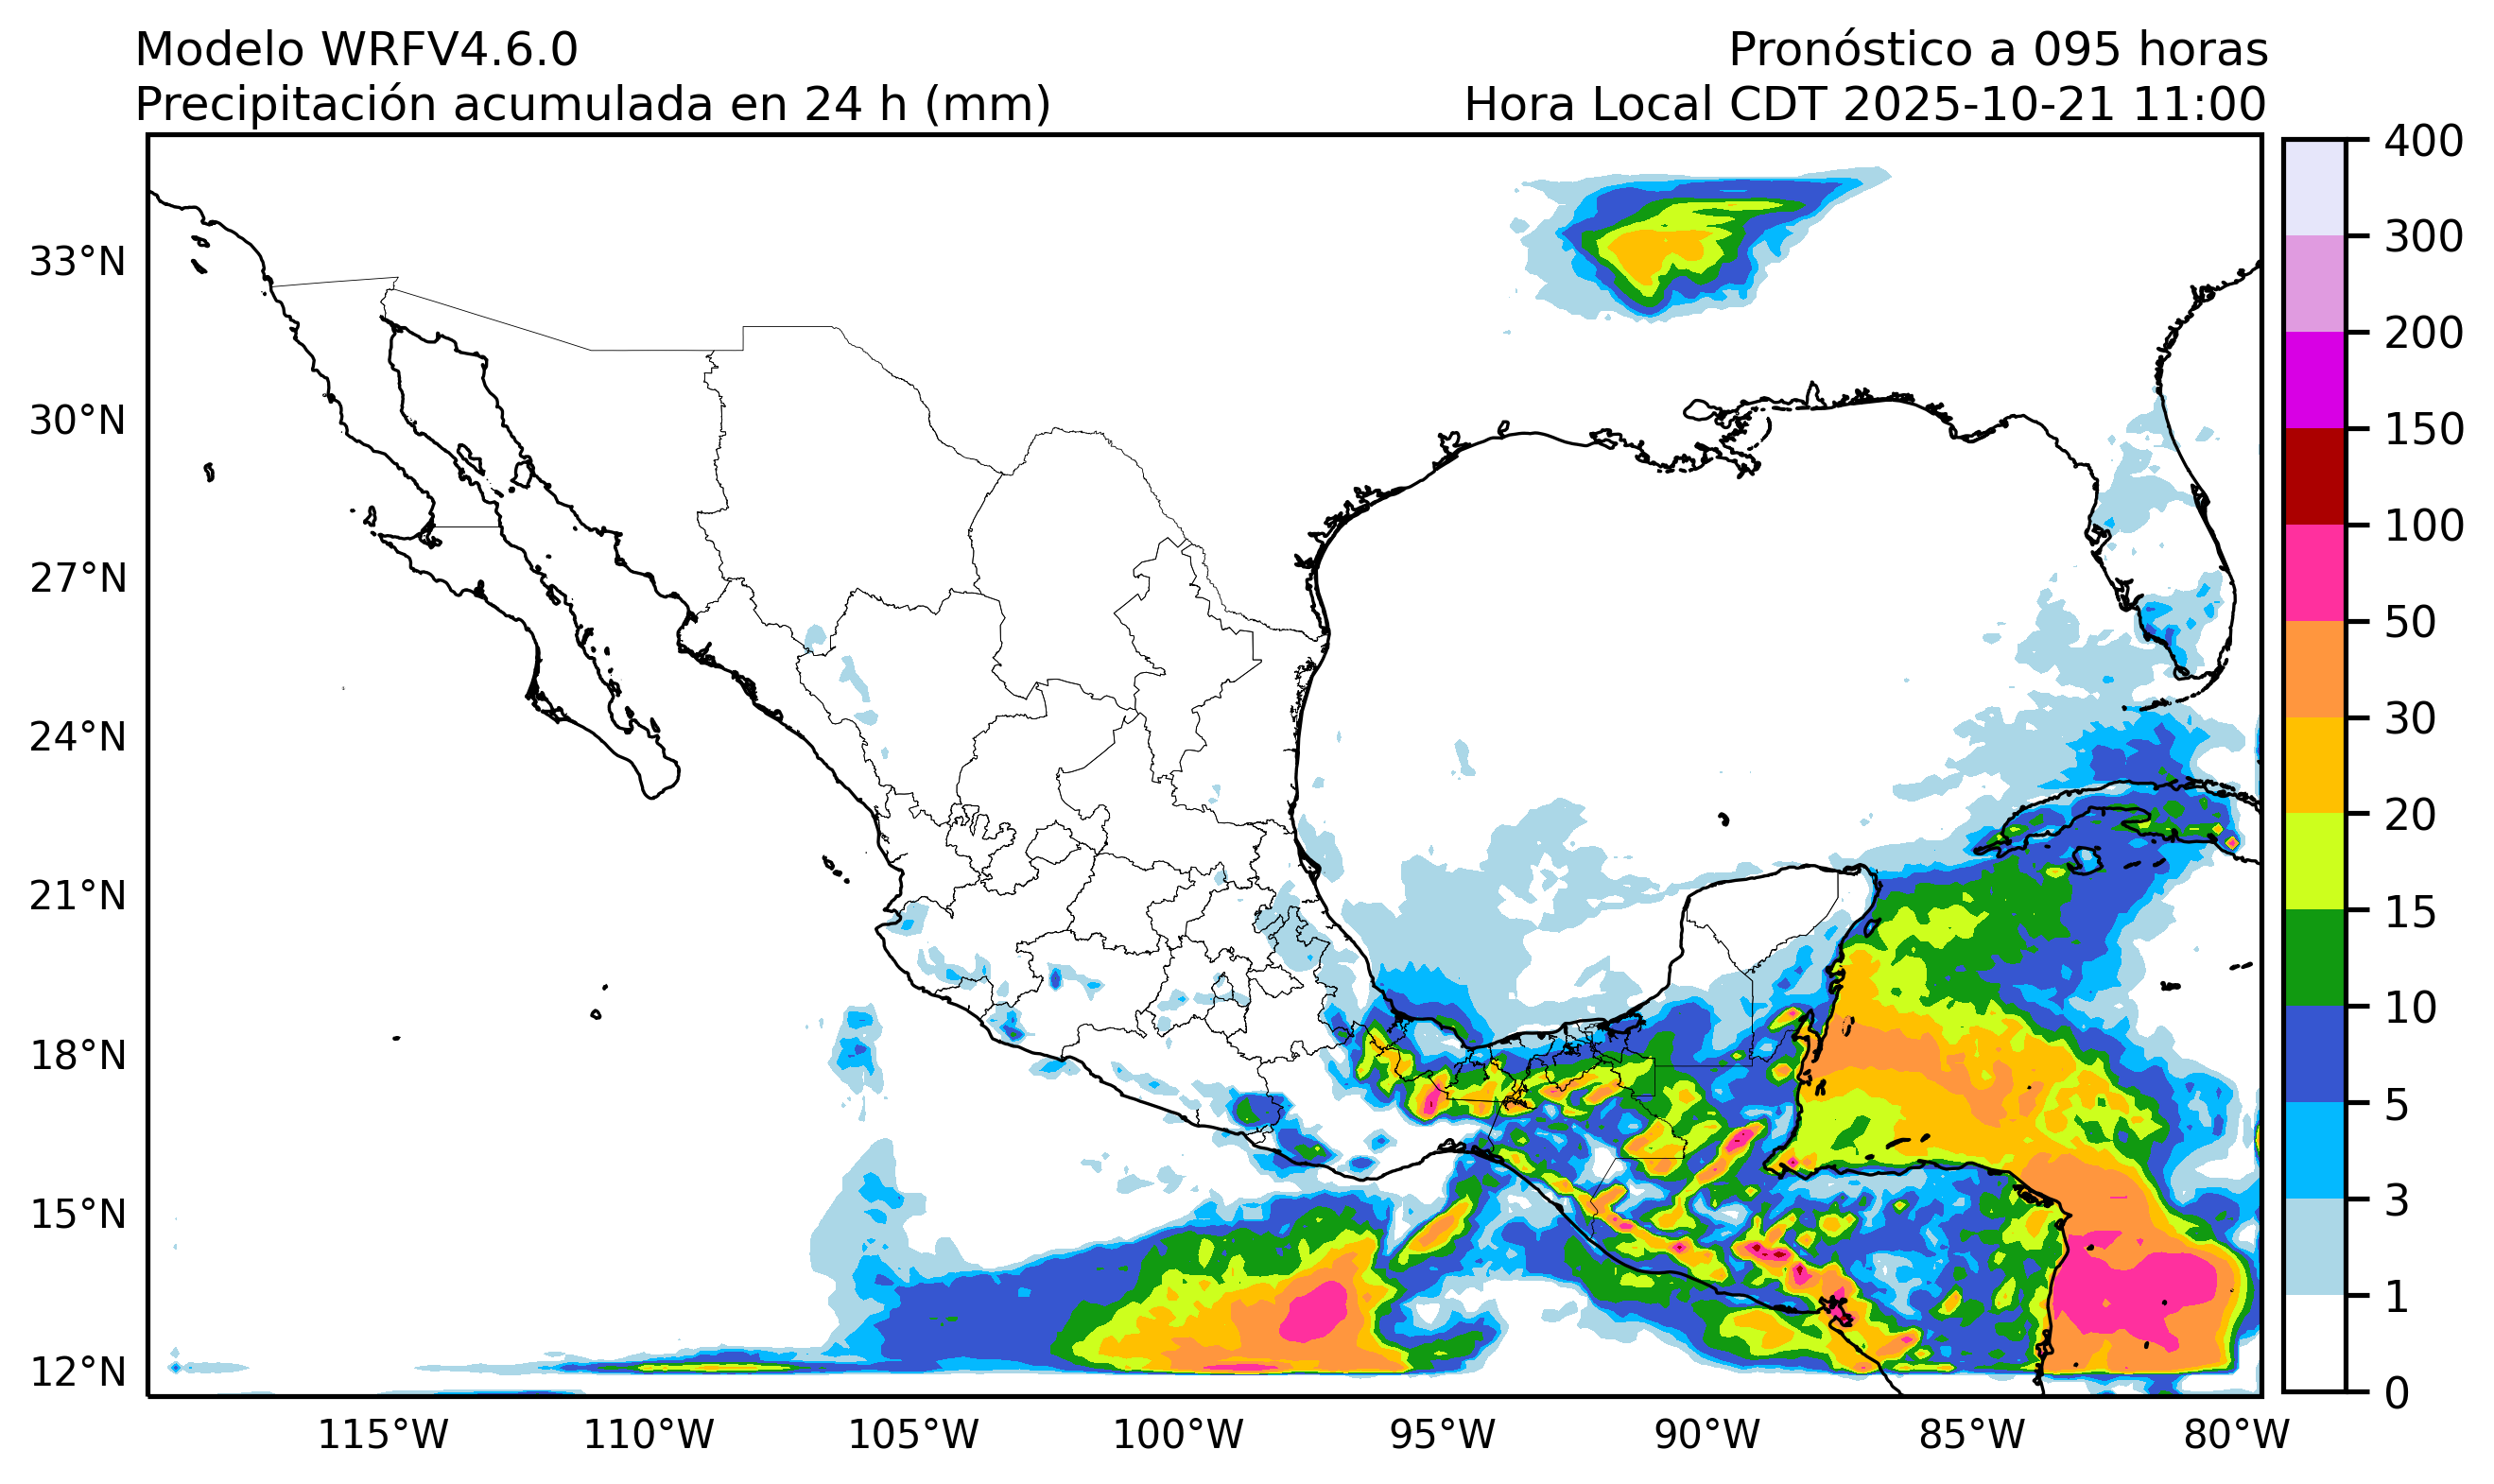 Modelo WRFV4.6.0
Pronóstico a 095 horas
Precipitación acumulada en 24 h (mm)
Hora Local CDT 2025-10-21 11:00
33°N
30°N
27°N
24°N
21°N
18°N
15°N
12°N
115°W
110°W
105°W
100°W
95°W
90°W
85°W
80°W
400
300
200
150
100
50
30
20
15
10
5
3
1
0